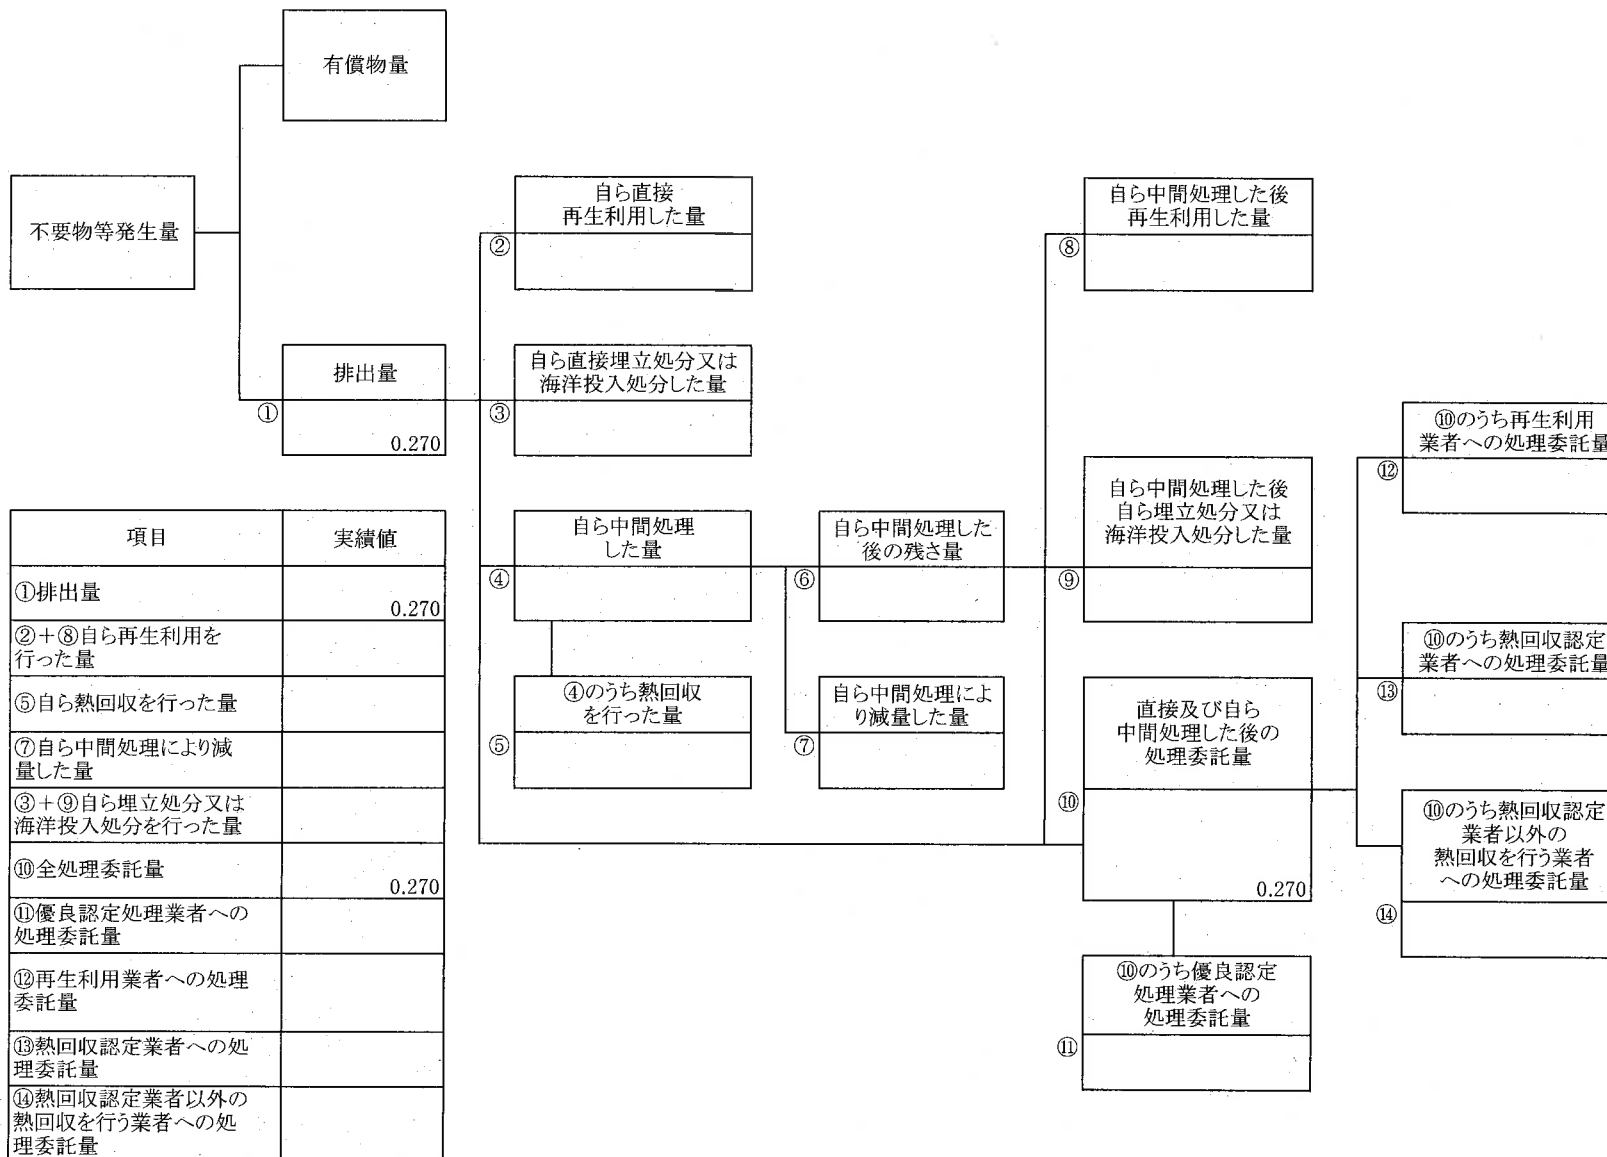 有償物量
不要物等発生量
自ら直接
再生利用した量
②
自ら中間処理した後
再生利用した量
⑧
排出量
①
0.270
自ら直接埋立処分又は
海洋投入処分した量
③
⑩のうち再生利用
業者への処理委託量
⑫
自ら中間処理
した量
④
自ら中間処理した
後の残さ量
⑥
自ら中間処理した後
自ら埋立処分又は
海洋投入処分した量
⑨
⑩のうち熱回収認定
業者への処理委託量
⑬
④のうち熱回収
を行った量
⑤
自ら中間処理によ
り減量した量
⑦
直接及び自ら
中間処理した後の
処理委託量
⑩
0.270
⑩のうち熱回収認定
業者以外の
熱回収を行う業者
への処理委託量
⑭
⑩のうち優良認定
処理業者への
処理委託量
⑪
項目 実績値
①排出量 0.270
②+⑧自ら再生利用を
行った量
⑤自ら熱回収を行った量
⑦自ら中間処理により減
量した量
③+⑨自ら埋立処分又は
海洋投入処分を行った量
⑩全処理委託量 0.270
⑪優良認定処理業者への
処理委託量
⑫再生利用業者への処理
委託量
⑬熱回収認定業者への処
理委託量
⑭熱回収認定業者以外の
熱回収を行う業者への処
理委託量